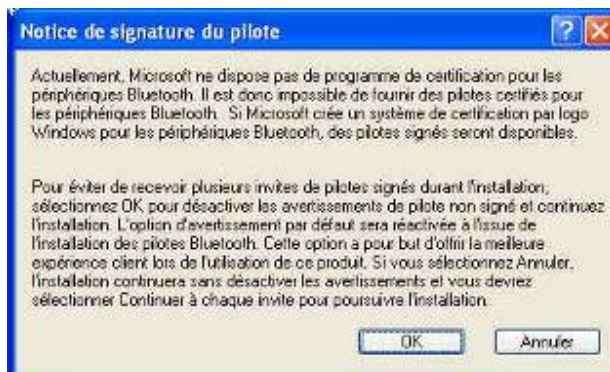 Notice de signature du pilote
Actuellement, Microsoft ne dispose pas de programme de certification pour les
périphériques Bluetooth. Il est donc impossible de fournir des pilotes certifiés pour
les périphériques Bluetooth. Si Microsoft crée un système de certification par logo
Windows pour les périphériques Bluetooth, des pilotes signés seront disponibles.
Pour éviter de recevoir plusieurs invites de pilotes signés durant l'installation,
sélectionnez OK pour désactiver les avertissements de pilote non signé et continuez
l'installation. L'option d'avertissement par défaut sera réactivée à l'issue de
l'installation des pilotes Bluetooth. Cette option a pour but d'offrir la meilleure
expérience client lors de l'utilisation de ce produit. Si vous sélectionnez Annuler,
l'installation continuera sans désactiver les avertissements et vous devrez
sélectionner Continuer à chaque invite pour poursuivre l'installation.
OK Annuler